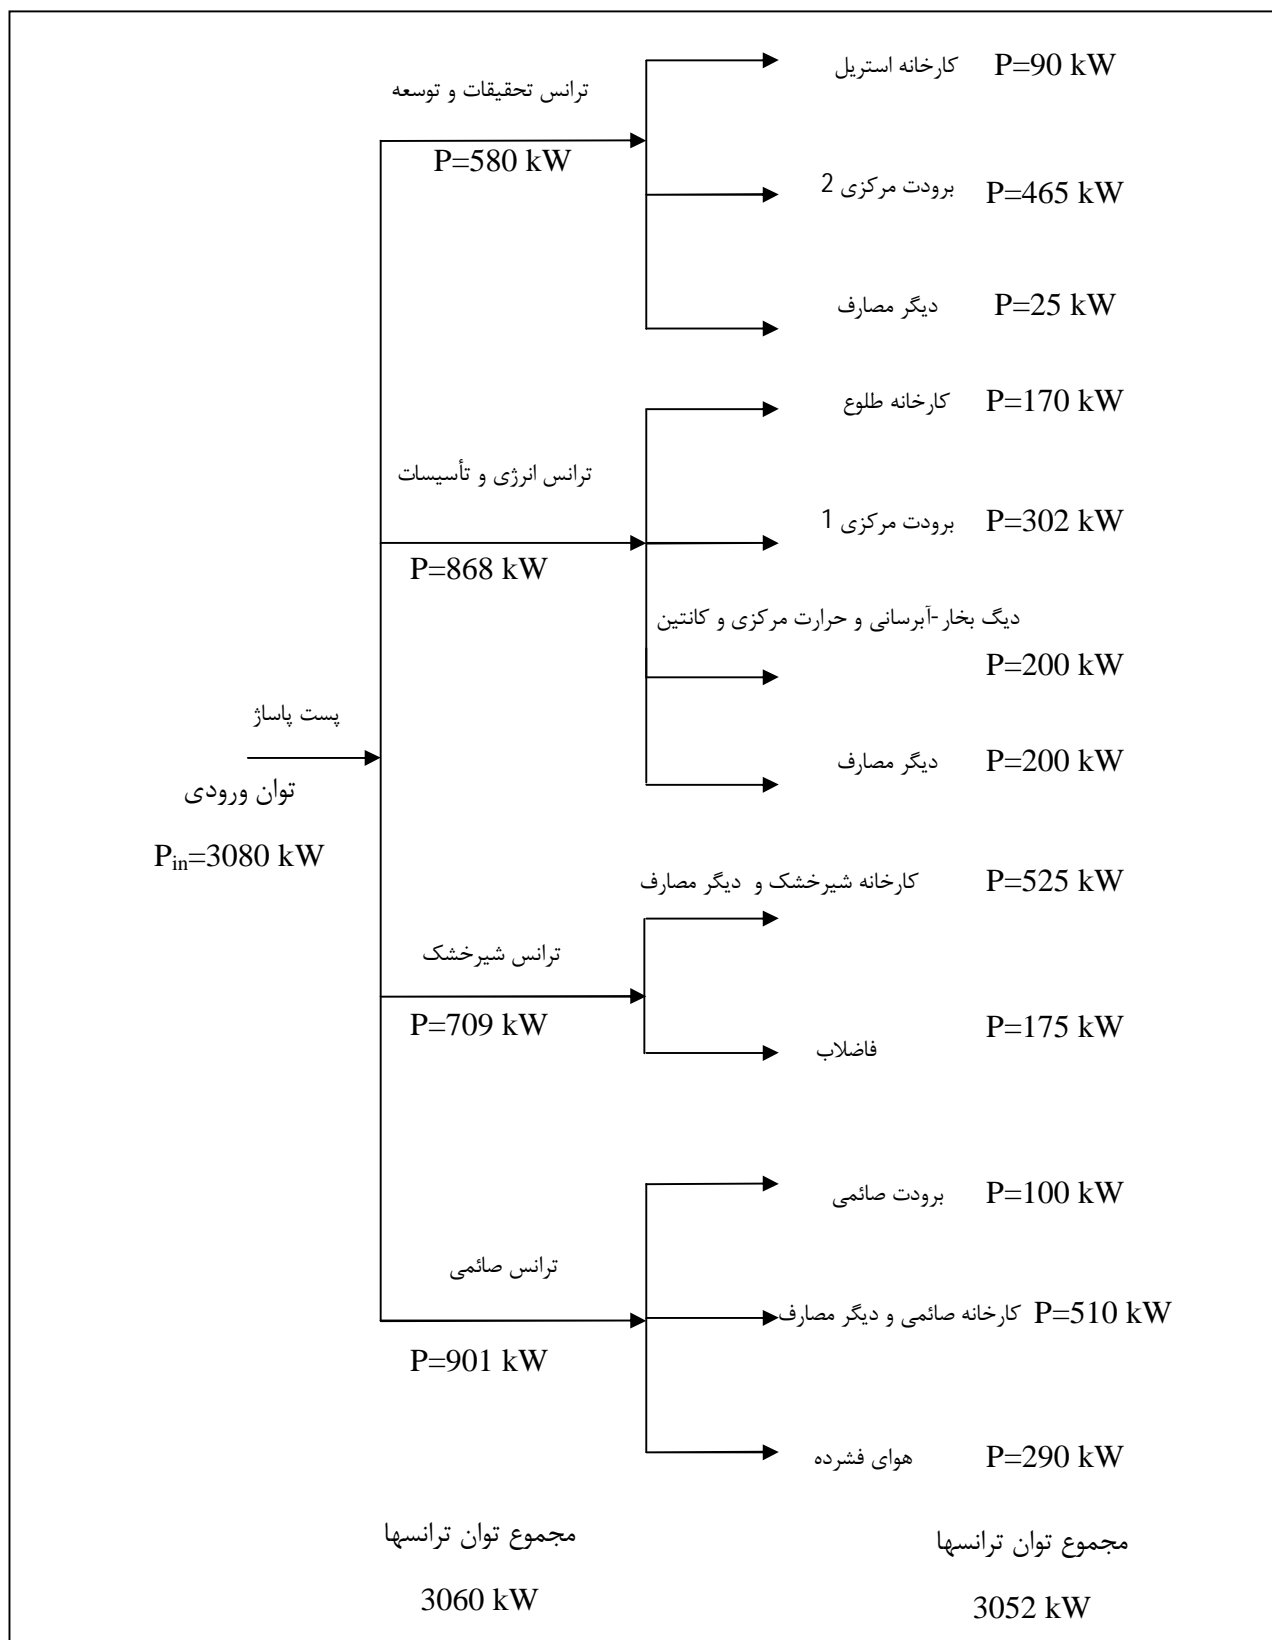 کارخانه استریل P=90 kW
ترانس تحقیقات و توسعه
P=580 kW
برودت مرکزی 2 P=465 kW
دیگر مصارف P=25 kW
کارخانه طلوع P=170 kW
ترانس انرژی و تأسیسات
برودت مرکزی 1 P=302 kW
P=868 kW
دیگ بخار-آبرسانی و حرارت مرکزی و کانتین
P=200 kW
پست پاساژ
دیگر مصارف P=200 kW
توان ورودی
Pin=3080 kW
کارخانه شیرخشک و دیگر مصارف P=525 kW
ترانس شیرخشک
P=709 kW
فاضلاب P=175 kW
برودت صائمی P=100 kW
ترانس صائمی
کارخانه صائمی و دیگر مصارف P=510 kW
P=901 kW
هوای فشرده P=290 kW
مجموع توان ترانسها
3060 kW
مجموع توان ترانسها
3052 kW